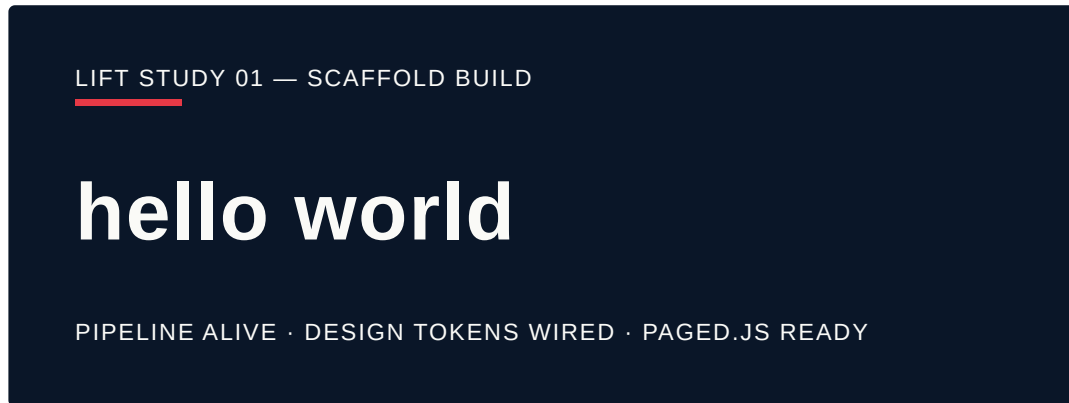 LIFT STUDY 01 — SCAFFOLD BUILD
hello world
PIPELINE ALIVE · DESIGN TOKENS WIRED · PAGED.JS READY